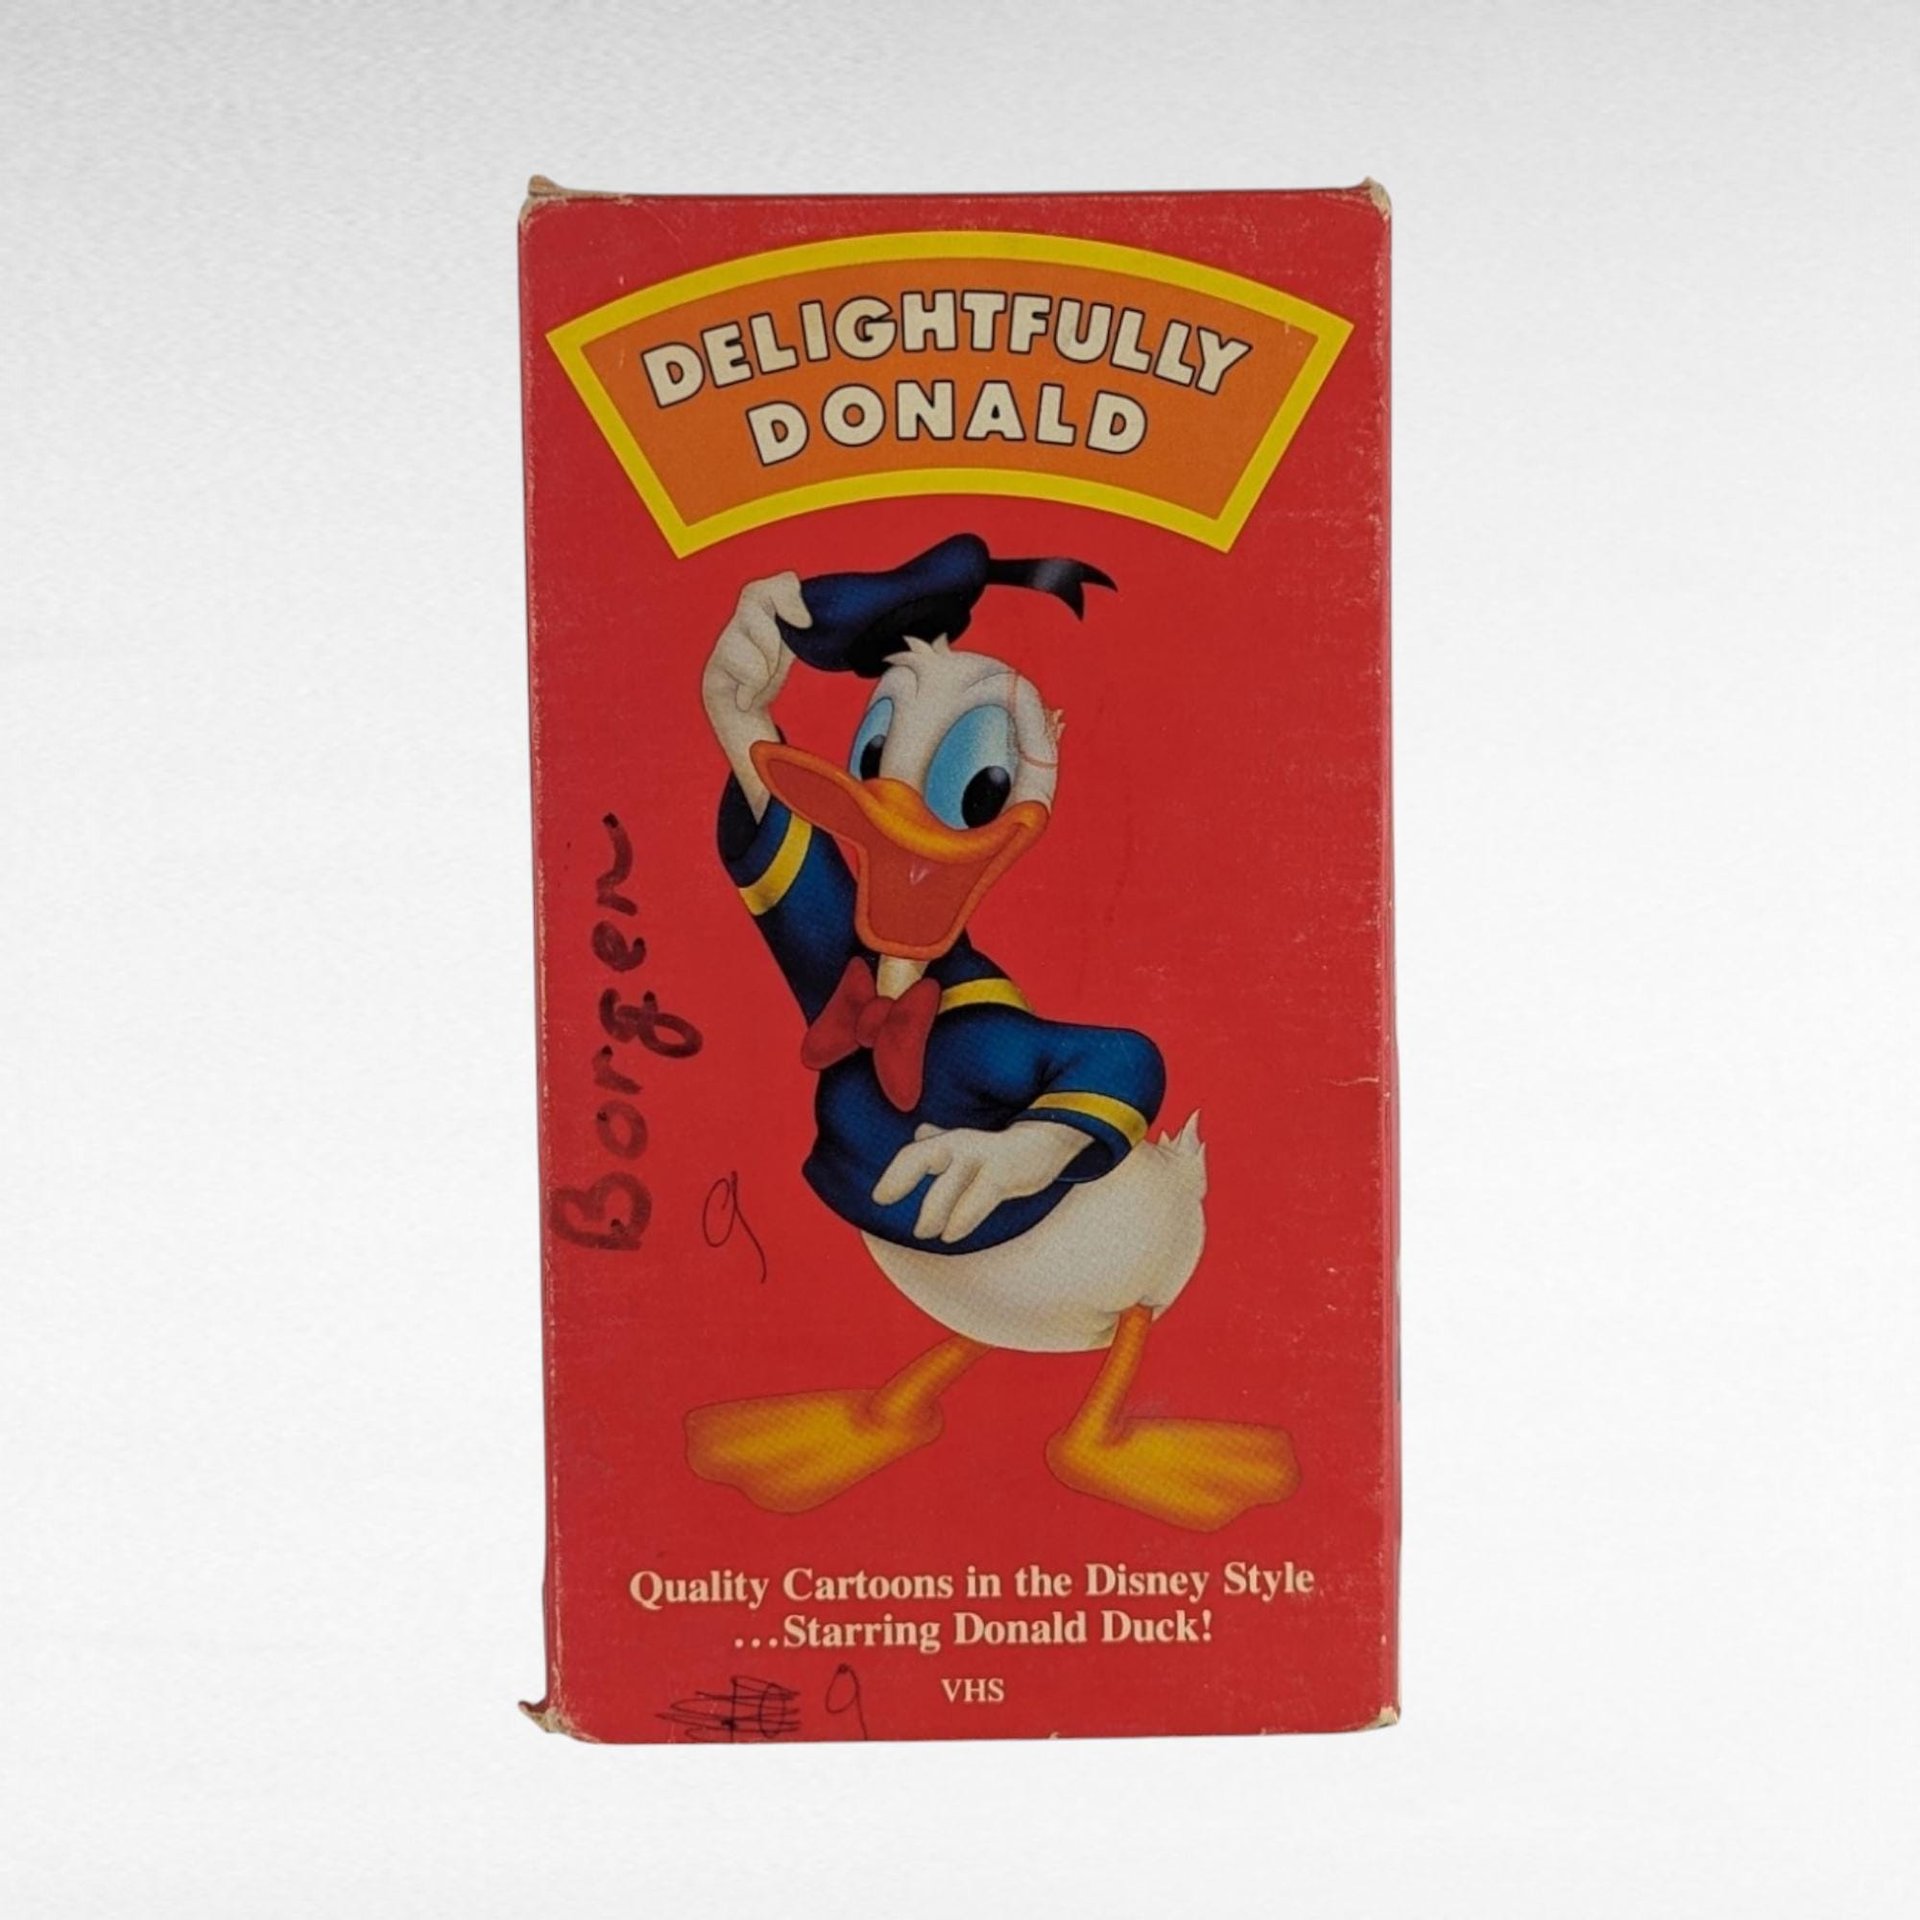 DELIGHTFULLY
DONALD
Borgen
9
Quality Cartoons in the Disney Style
...Starring Donald Duck!
9
VHS